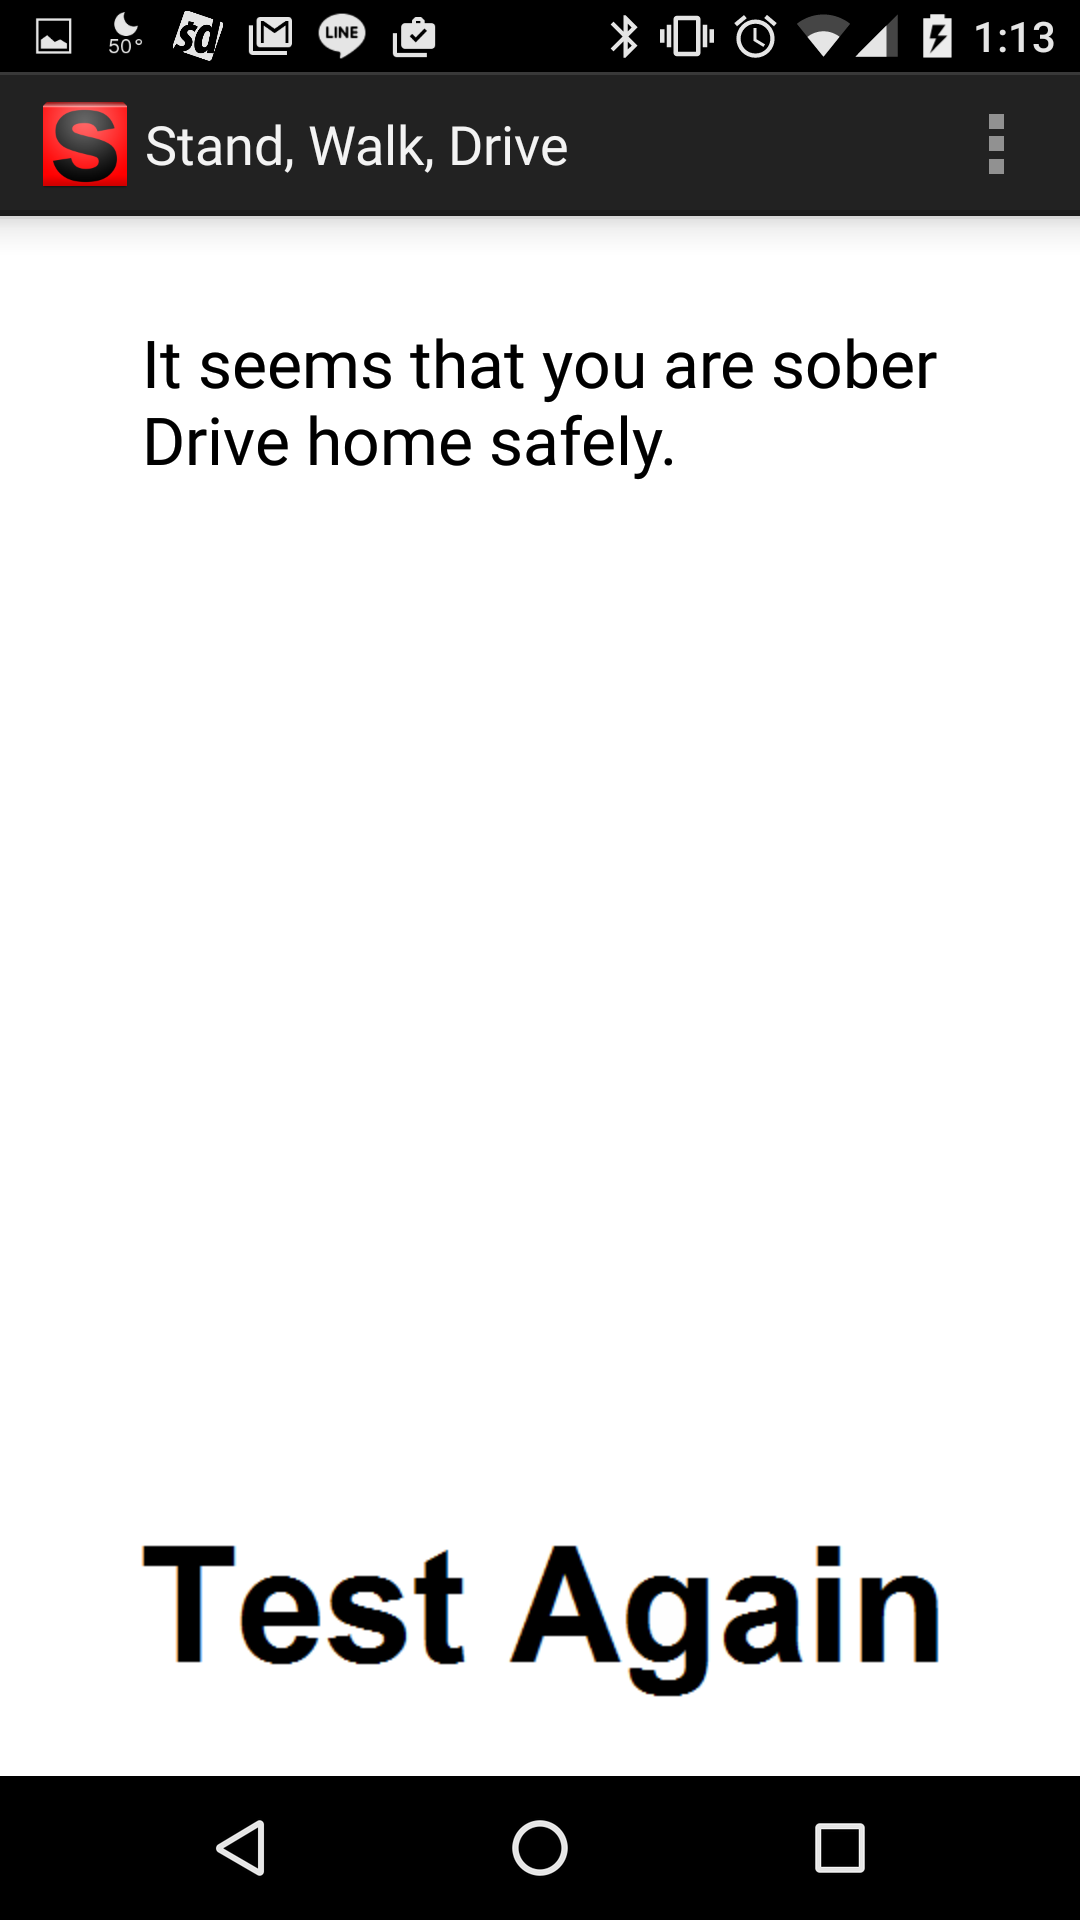 50°
sd
LINE
1:13
S
Stand, Walk, Drive
It seems that you are sober
Drive home safely.
Test Again